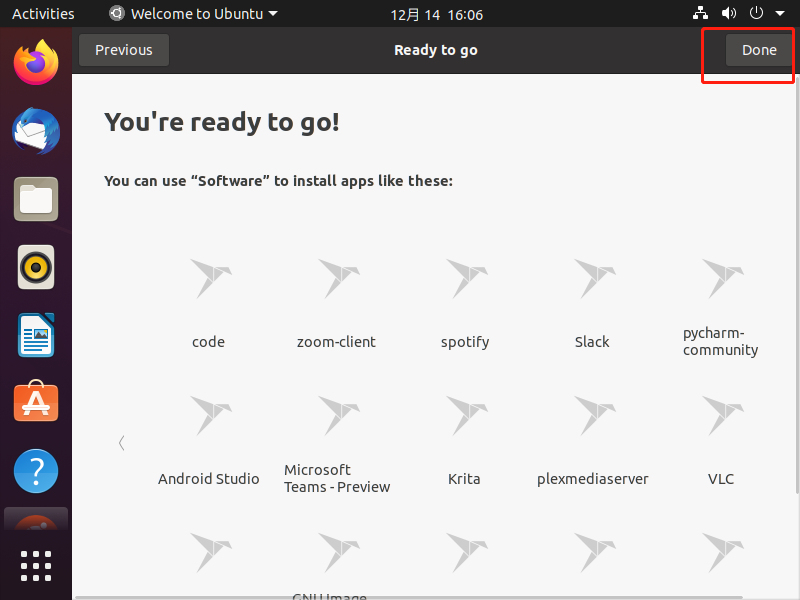 Activities
Welcome to Ubuntu
12月 14 16:06
Previous
Ready to go
Done
You're ready to go!
You can use “Software” to install apps like these:
code
zoom-client
spotify
Slack
pycharm-
community
Android Studio
Microsoft
Teams - Preview
Krita
plexmediaserver
VLC
GNU Image